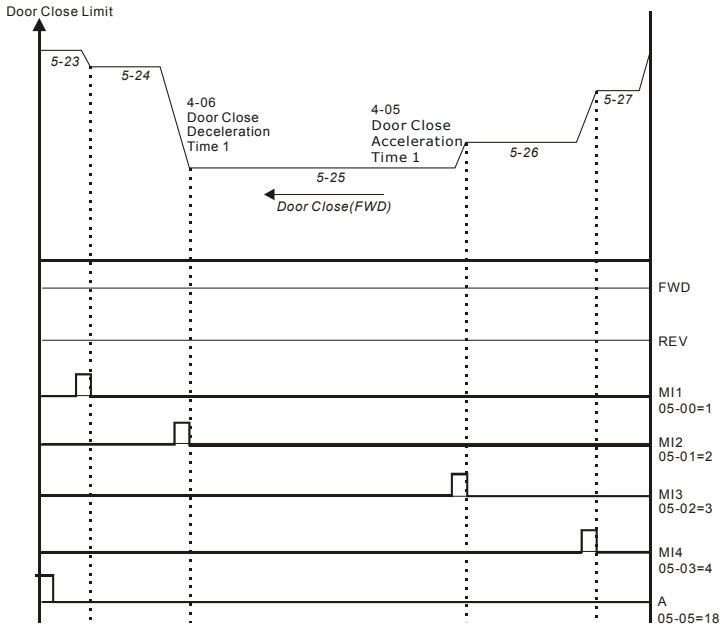 Door Close Limit
5-23
5-24
4-06
Door Close
Deceleration
Time 1
4-05
Door Close
Acceleration
Time 1
5-25
5-26
5-27
Door Close(FWD)
FWD
REV
MI1
05-00=1
MI2
05-01=2
MI3
05-02=3
MI4
05-03=4
A
05-05=18